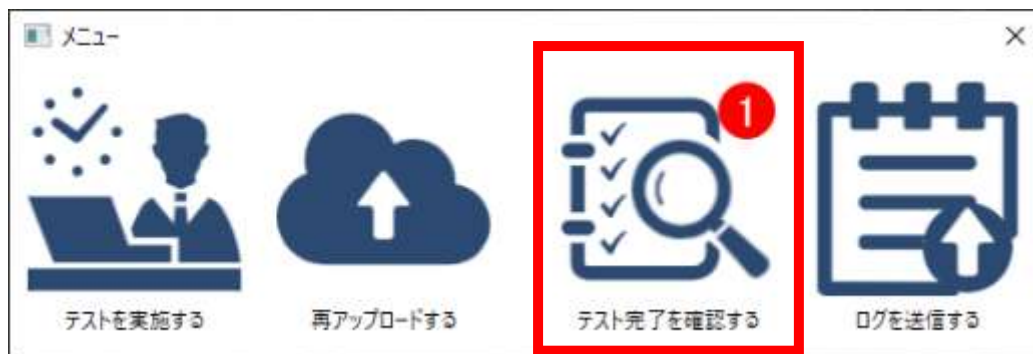 メニュー
1
テストを実施する
再アップロードする
テスト完了を確認する
ログを送信する